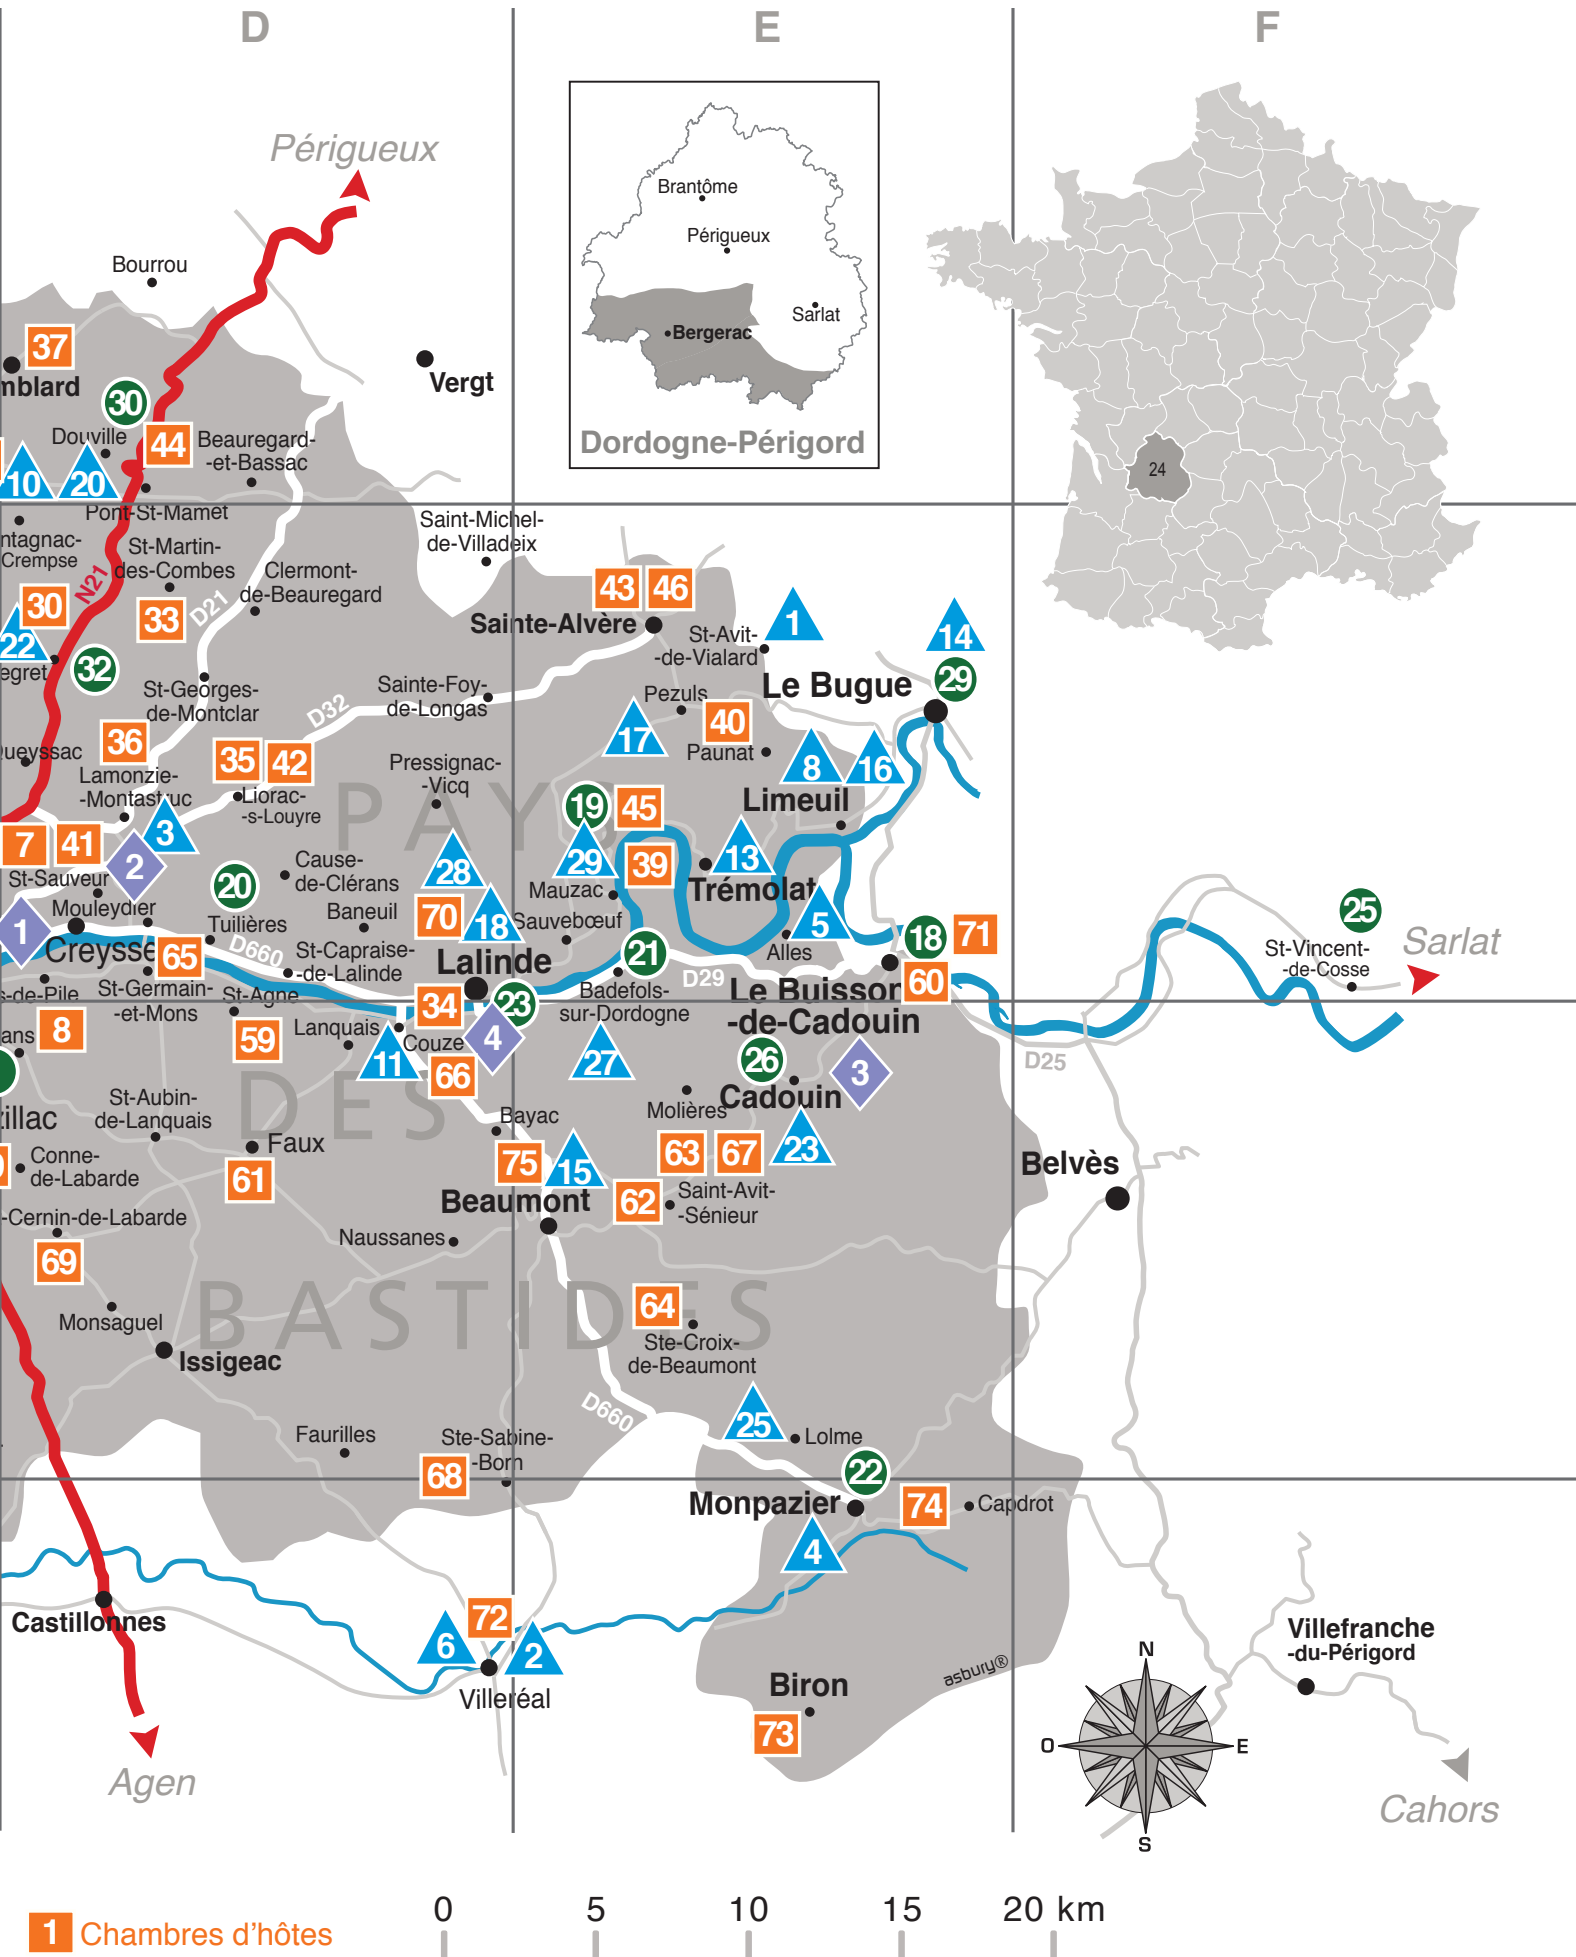 D
E
F
Périgueux
Bourrou
37
mblard
Vergt
30
Douville
44
Beauregard-
-et-Bassac
10
20
Pont-St-Mamet
Brantôme
Périgueux
Sarlat
Bergerac
Dordogne-Périgord
24
ntagnac-
Crempse
St-Martin-
des-Combes
N21
30
33
D21
Clermont-
de-Beauregard
22
egret
32
Saint-Michel-
de-Villadeix
43
46
Sainte-Alvère
St-Avit-
-de-Vialard
1
14
29
Le Bugue
St-Georges-
de-Montclar
Sainte-Foy-
de-Longas
D32
Pezuls
17
40
Paunat
8
16
Limeuil
36
ueyssac
Lamonzie-
-Montastruc
35
42
Liorac-
-s-Louyre
Pressignac-
-Vicq
PAYS
19
45
7
41
3
2
St-Sauveur
20
Cause-
de-Clérans
28
29
39
13
Trémolat
Mauzac
Mouleydier
1
Creysse
Tuilières
Baneuil
70
18
Sauvebœuf
5
Alles
18
71
25
St-Vincent-
-de-Cosse
Sarlat
65
D660
St-Capraise-
-de-Lalinde
Lalinde
21
D29
Le Buisson
-de-Cadouin
60
s-de-Pile
St-Germain-
-et-Mons
St-Agne
34
23
Badefols-
sur-Dordogne
ans
8
59
Lanquais
11
Couze
4
27
26
3
D25
66
Cadouin
DES
zillac
St-Aubin-
de-Lanquais
Bayac
Molières
23
Conne-
de-Labarde
Faux
61
75
15
63
67
Belvès
Beaumont
62
Saint-Avit-
-Sénieur
-Cernin-de-Labarde
69
Naussanes
BASTIDES
64
Monsaguel
Ste-Croix-
de-Beaumont
Issigeac
D660
25
Lolme
Faurilles
Ste-Sabine-
-Born
68
22
Monpazier
74
Capdrot
4
Castillonnes
6
72
2
Villeréal
Villefranche
-du-Périgord
Biron
73
asbury®
N
O
E
S
Agen
Cahors
1 Chambres d'hôtes
0 5 10 15 20 km